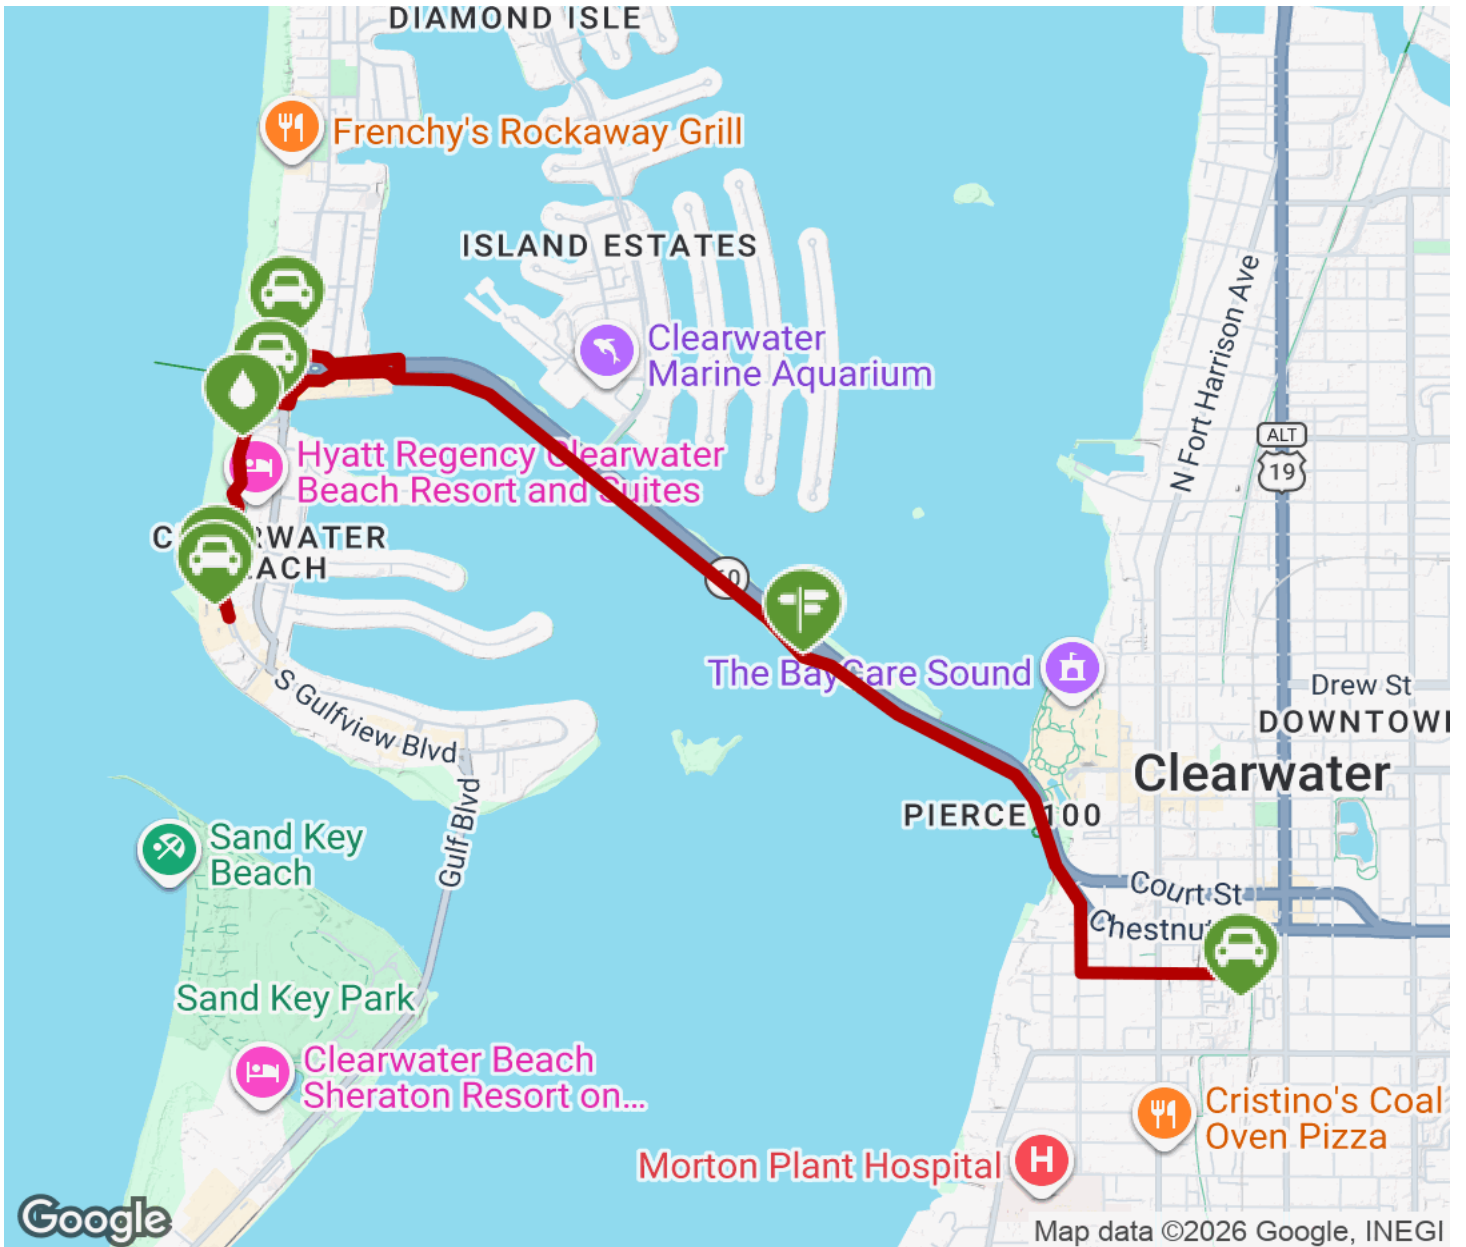 DIAMOND ISLE
Frenchy's Rockaway Grill
ISLAND ESTATES
Clearwater
Marine Aquarium
N Fort Harrison Ave
ALT
19
Hyatt Regency Clearwater
Beach Resort and Suites
The BayCare Sound
Drew St
S Gulfview Blvd
Clearwater
PIERCE 100
Gulf Blvd
Sand Key
Beach
Court St
Sand Key Park
Clearwater Beach
Sheraton Resort on...
Cristino's Coal
Oven Pizza
Morton Plant Hospital
H
Google
Map data ©2026 Google, INEGI